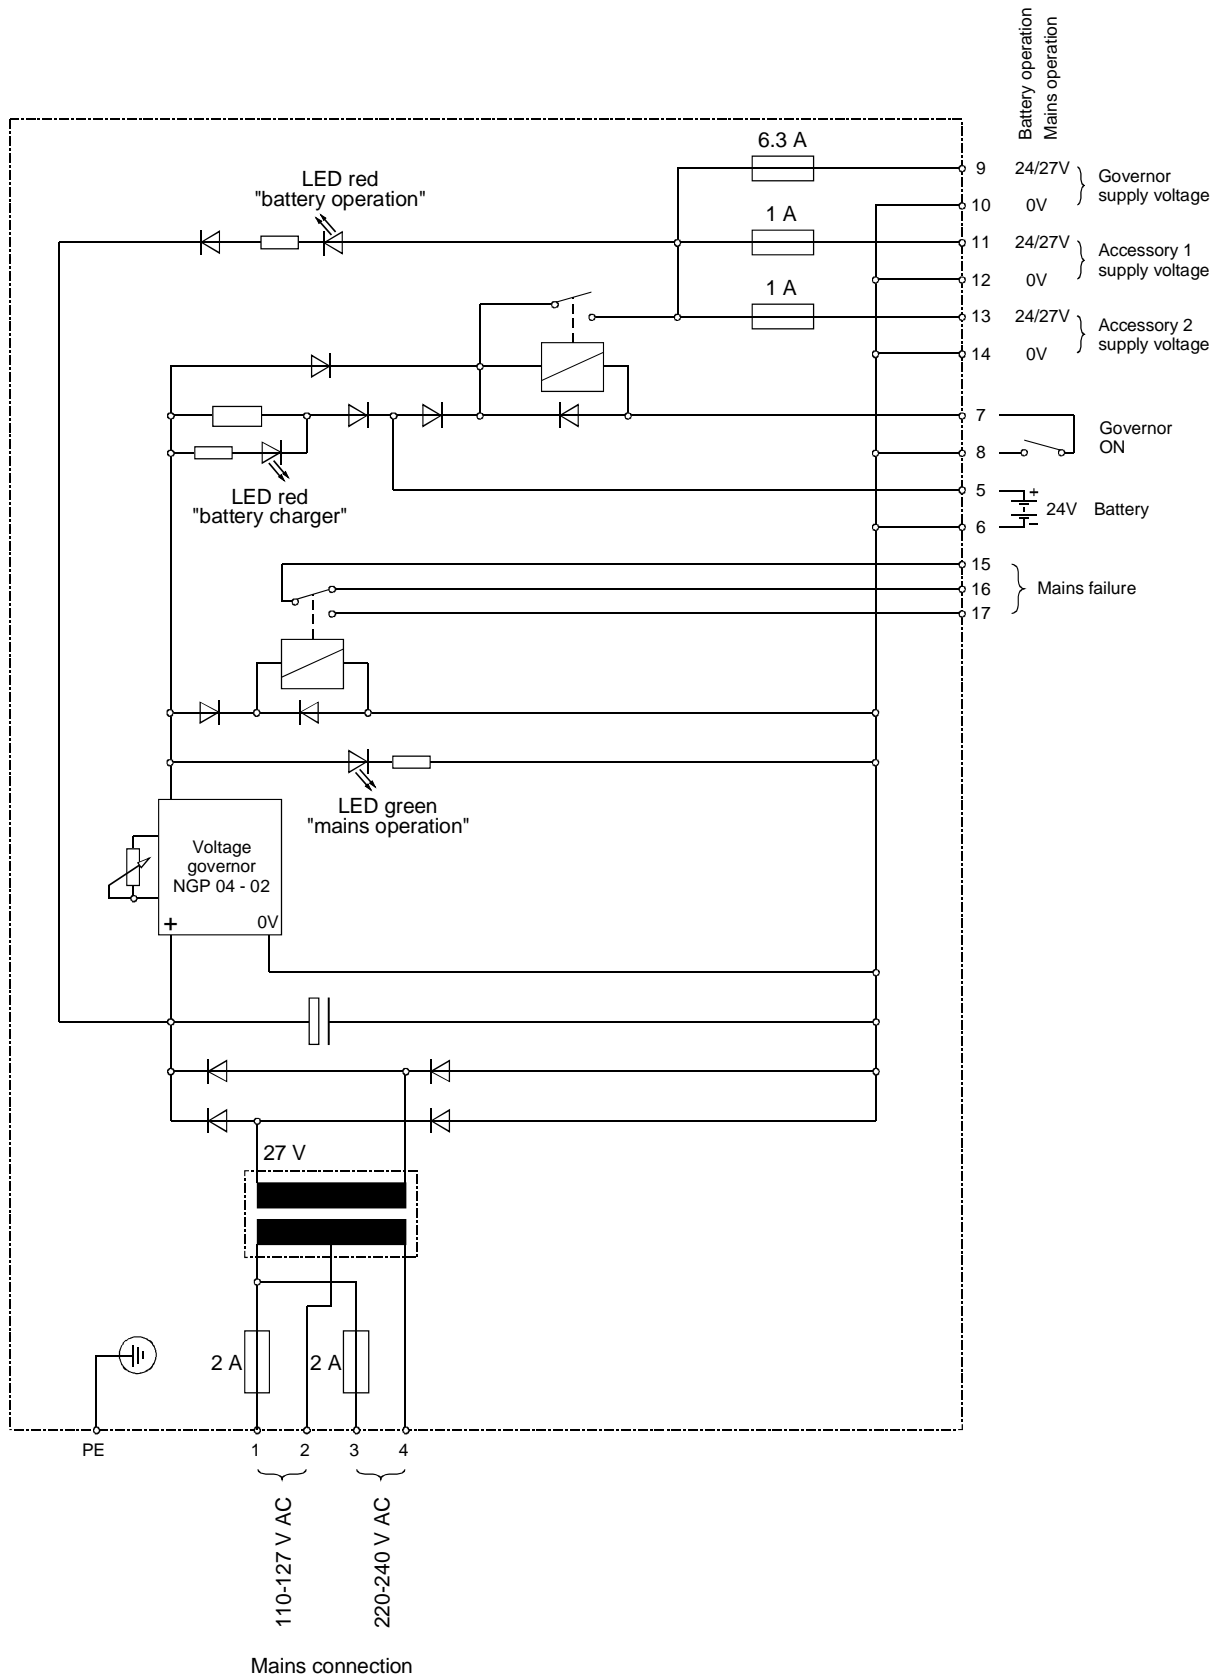 Battery operation
Mains operation
6.3 A
9 24/27V
Governor
supply voltage
10 0V
LED red
"battery operation"
1 A
11 24/27V
Accessory 1
supply voltage
12 0V
1 A
13 24/27V
Accessory 2
supply voltage
14 0V
7
Governor
ON
8
LED red
"battery charger"
5
+
24V Battery
−
6
15
16
17
Mains failure
LED green
"mains operation"
Voltage
governor
NGP 04 - 02
+ 0V
27 V
2 A
2 A
PE 1 2 3 4
110-127 V AC
220-240 V AC
Mains connection